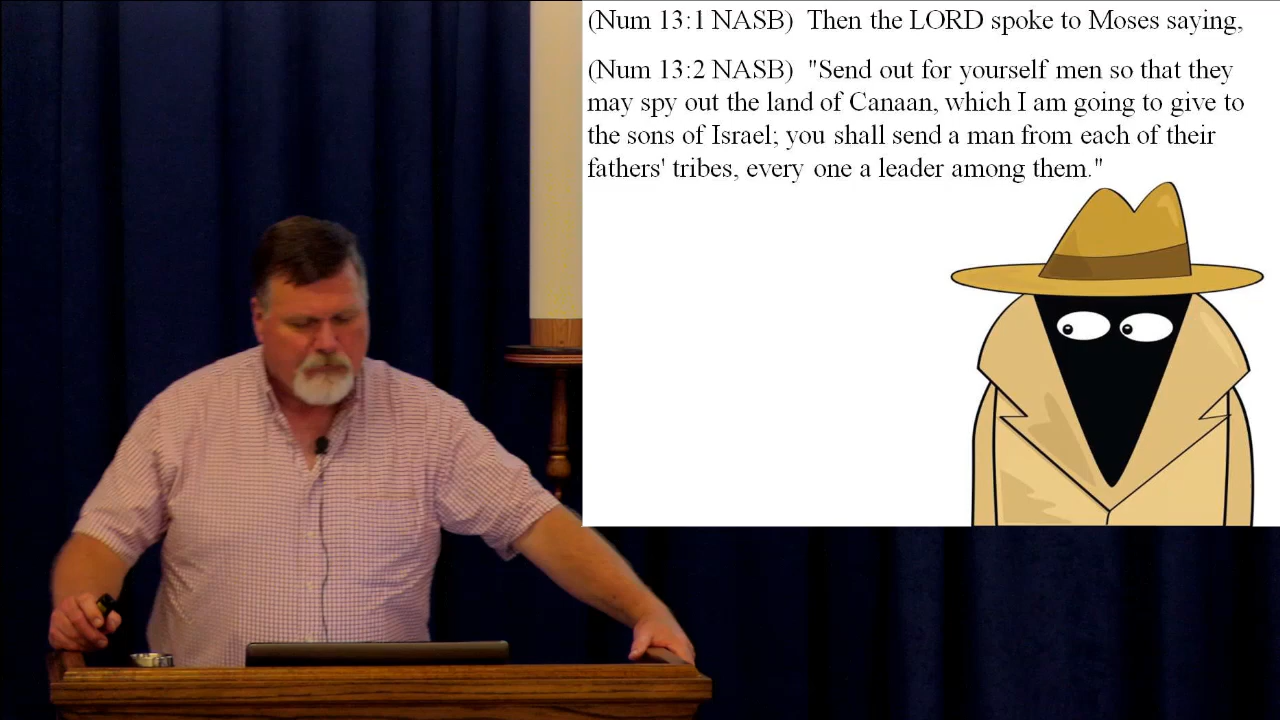 (Num 13:1 NASB)  Then the LORD spoke to Moses saying,
(Num 13:2 NASB)  "Send out for yourself men so that they
may spy out the land of Canaan, which I am going to give to
the sons of Israel; you shall send a man from each of their
fathers' tribes, every one a leader among them."